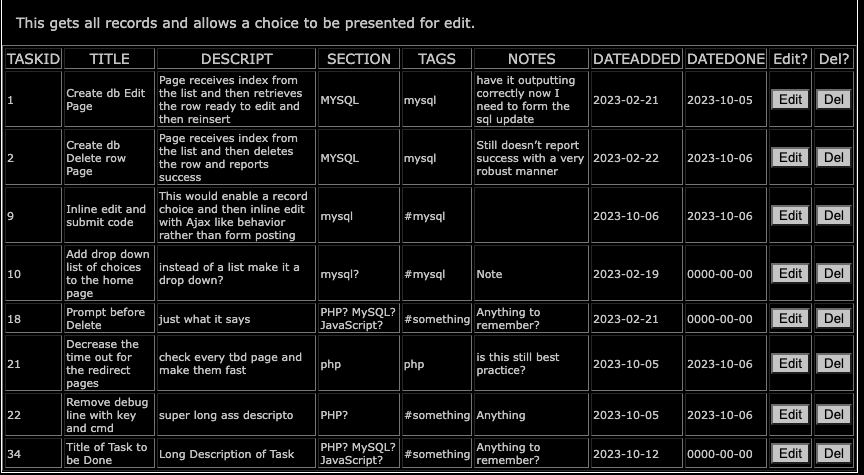 This gets all records and allows a choice to be presented for edit.
TASKID TITLE DESCRIPT SECTION TAGS NOTES DATEADDED DATEDONE Edit? Del?
1 Create db Edit Page Page receives index from the list and then retrieves the row ready to edit and then reinsert MYSQL mysql have it outputting correctly now I need to form the sql update 2023-02-21 2023-10-05 Edit Del
2 Create db Delete row Page Page receives index from the list and then deletes the row and reports success MYSQL mysql Still doesn’t report success with a very robust manner 2023-02-22 2023-10-06 Edit Del
9 Inline edit and submit code This would enable a record choice and then inline edit with Ajax like behavior rather than form posting mysql #mysql 2023-10-06 2023-10-06 Edit Del
10 Add drop down list of choices to the home page instead of a list make it a drop down? mysql? #mysql Note 2023-02-19 0000-00-00 Edit Del
18 Prompt before Delete just what it says PHP? MySQL? JavaScript? #something Anything to remember? 2023-02-21 0000-00-00 Edit Del
21 Decrease the time out for the redirect pages check every tbd page and make them fast php php is this still best practice? 2023-10-05 2023-10-06 Edit Del
22 Remove debug line with key and cmd super long ass descripto PHP? #something Anything 2023-10-05 2023-10-06 Edit Del
34 Title of Task to be Done Long Description of Task PHP? MySQL? JavaScript? #something Anything to remember? 2023-10-12 0000-00-00 Edit Del